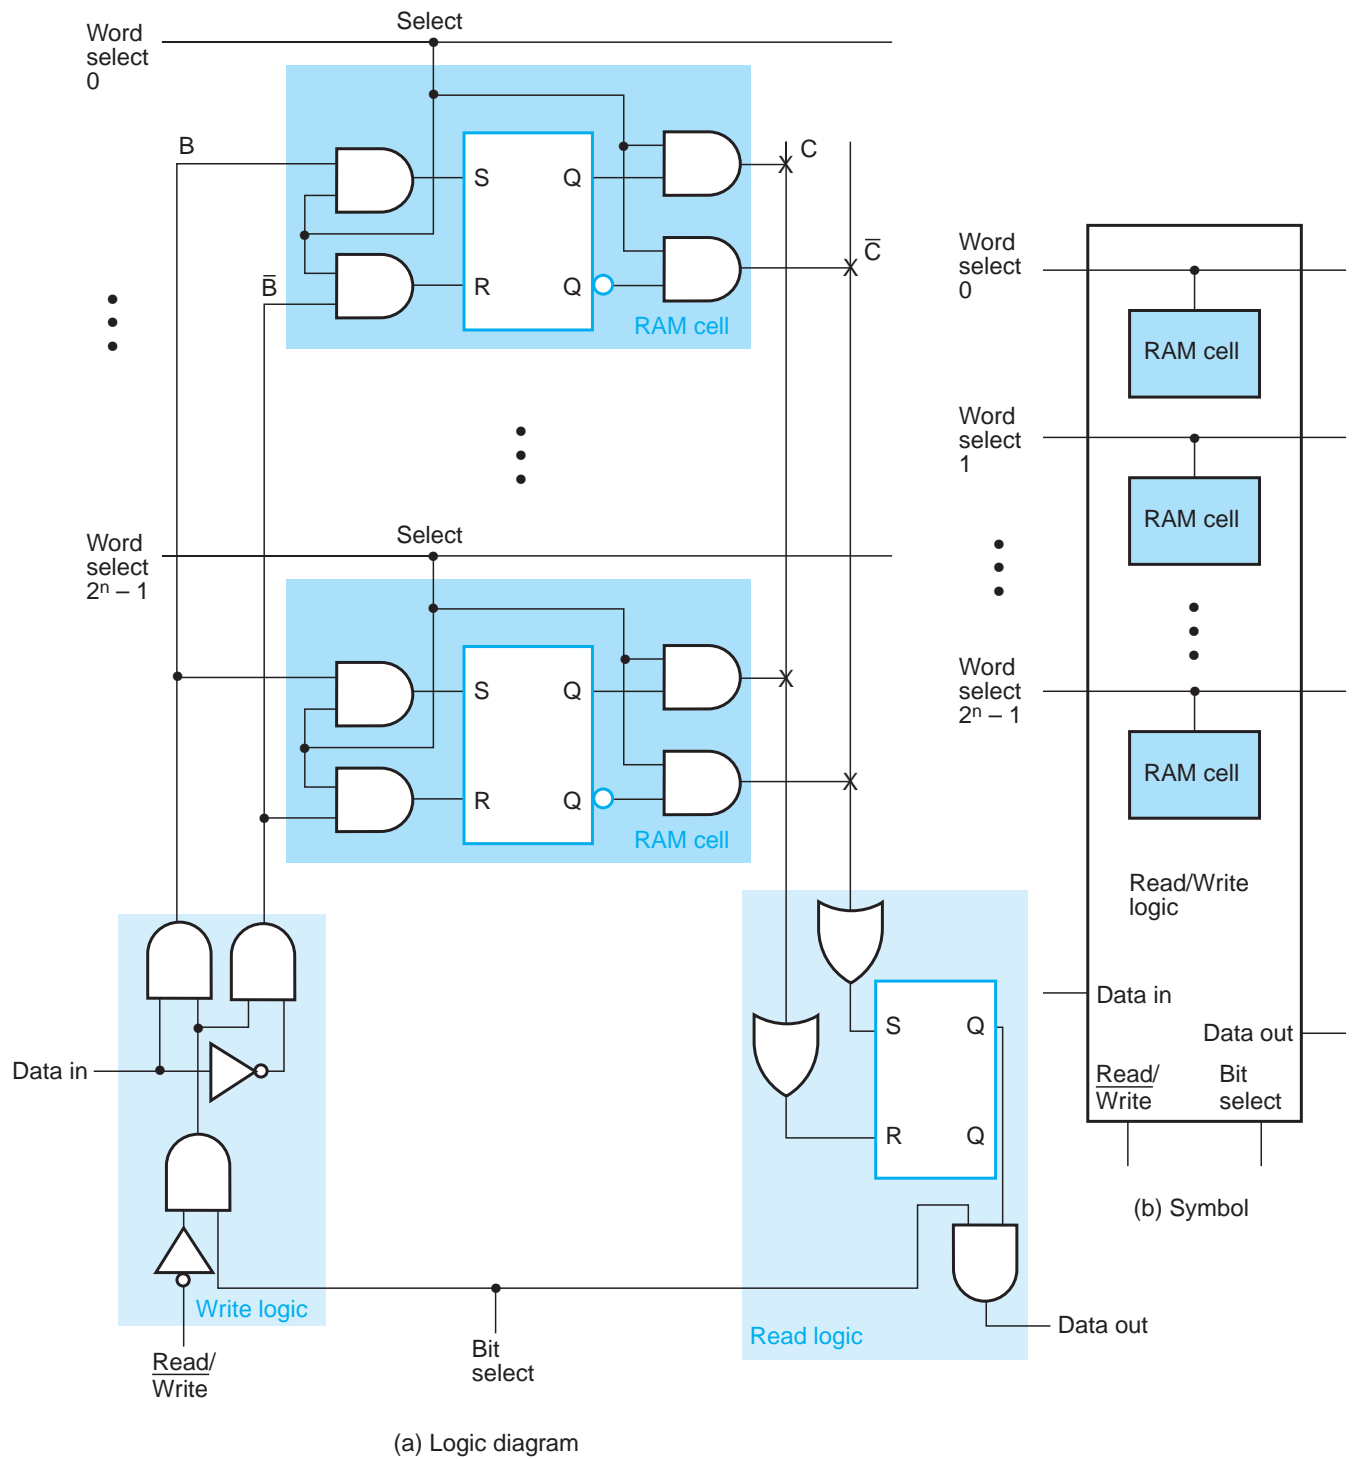 Word
select
0
Select
B
S
Q
C
B̅
R
Q
C̅
RAM cell
Word
select
2ⁿ – 1
Select
S
Q
R
Q
RAM cell
Data in
Write logic
Read/
W̅r̅i̅t̅e̅
Bit
select
S
Q
R
Q
Read logic
Data out
(a) Logic diagram
Word
select
0
RAM cell
Word
select
1
RAM cell
Word
select
2ⁿ – 1
RAM cell
Read/Write
logic
Data in
Data out
Read/
W̅r̅i̅t̅e̅
Bit
select
(b) Symbol